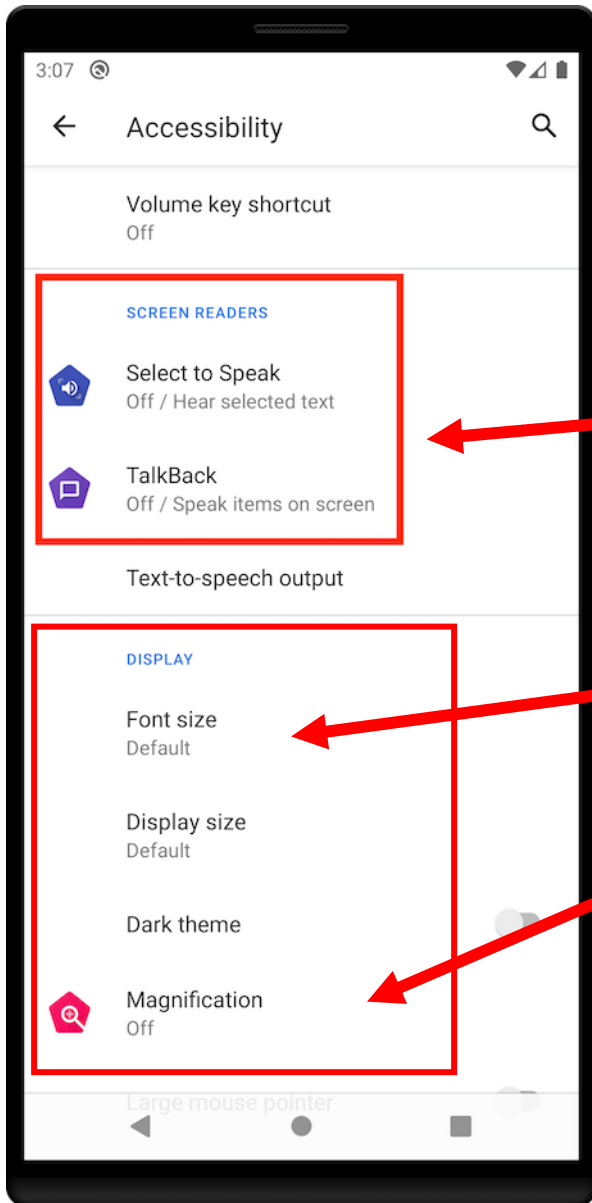 3:07
Accessibility
Volume key shortcut
Off
SCREEN READERS
Select to Speak
Off / Hear selected text
TalkBack
Off / Speak items on screen
Text-to-speech output
DISPLAY
Font size
Default
Display size
Default
Dark theme
Magnification
Off
Large mouse pointer